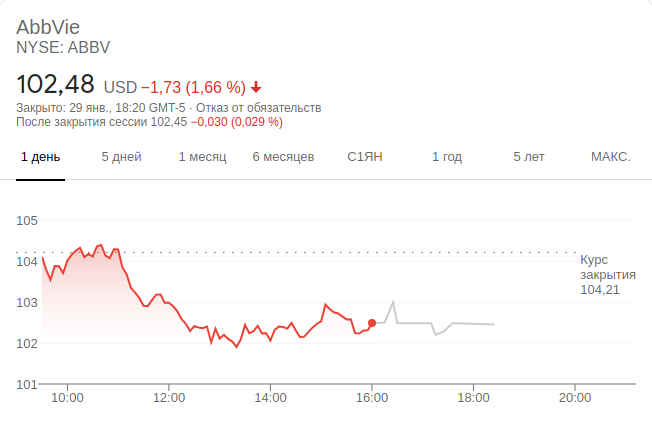 AbbVie
NYSE: ABBV
102,48 USD −1,73 (1,66 %)
Закрыто: 29 янв., 18:20 GMT-5 · Отказ от обязательств
После закрытия сессии 102,45 −0,030 (0,029 %)
1 день 5 дней 1 месяц 6 месяцев С1ЯН 1 год 5 лет МАКС.
105
104
103
102
101
Курс
закрытия
104,21
10:00 12:00 14:00 16:00 18:00 20:00